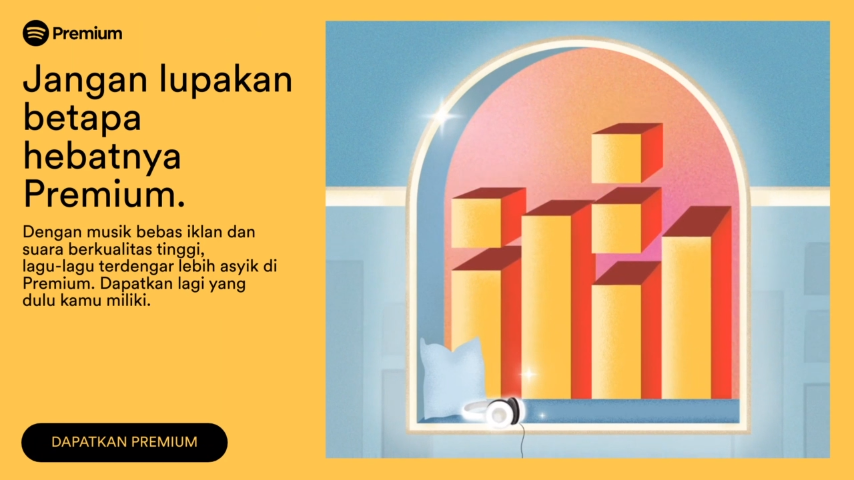 Premium
Jangan lupakan
betapa
hebatnya
Premium.
Dengan musik bebas iklan dan
suara berkualitas tinggi,
lagu-lagu terdengar lebih asyik di
Premium. Dapatkan lagi yang
dulu kamu miliki.
DAPATKAN PREMIUM